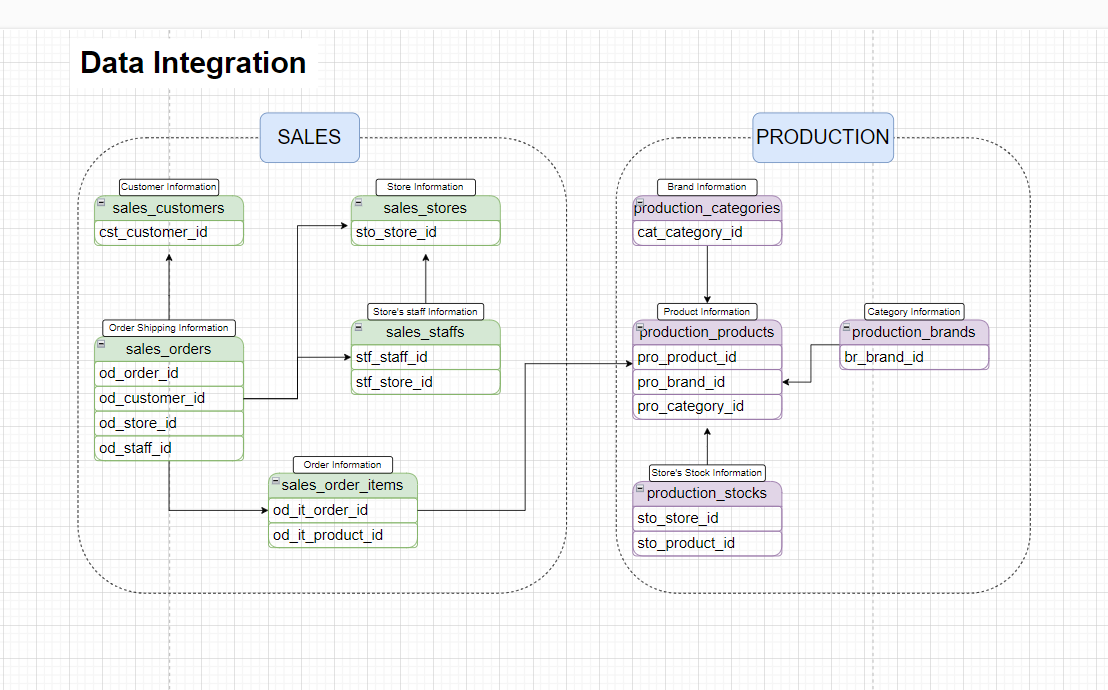 Data Integration
SALES
Customer Information
sales_customers
cst_customer_id
Store Information
sales_stores
sto_store_id
Order Shipping Information
sales_orders
od_order_id
od_customer_id
od_store_id
od_staff_id
Store's staff Information
sales_staffs
stf_staff_id
stf_store_id
Order Information
sales_order_items
od_it_order_id
od_it_product_id
PRODUCTION
Brand Information
production_categories
cat_category_id
Product Information
production_products
pro_product_id
pro_brand_id
pro_category_id
Category Information
production_brands
br_brand_id
Store's Stock Information
production_stocks
sto_store_id
sto_product_id